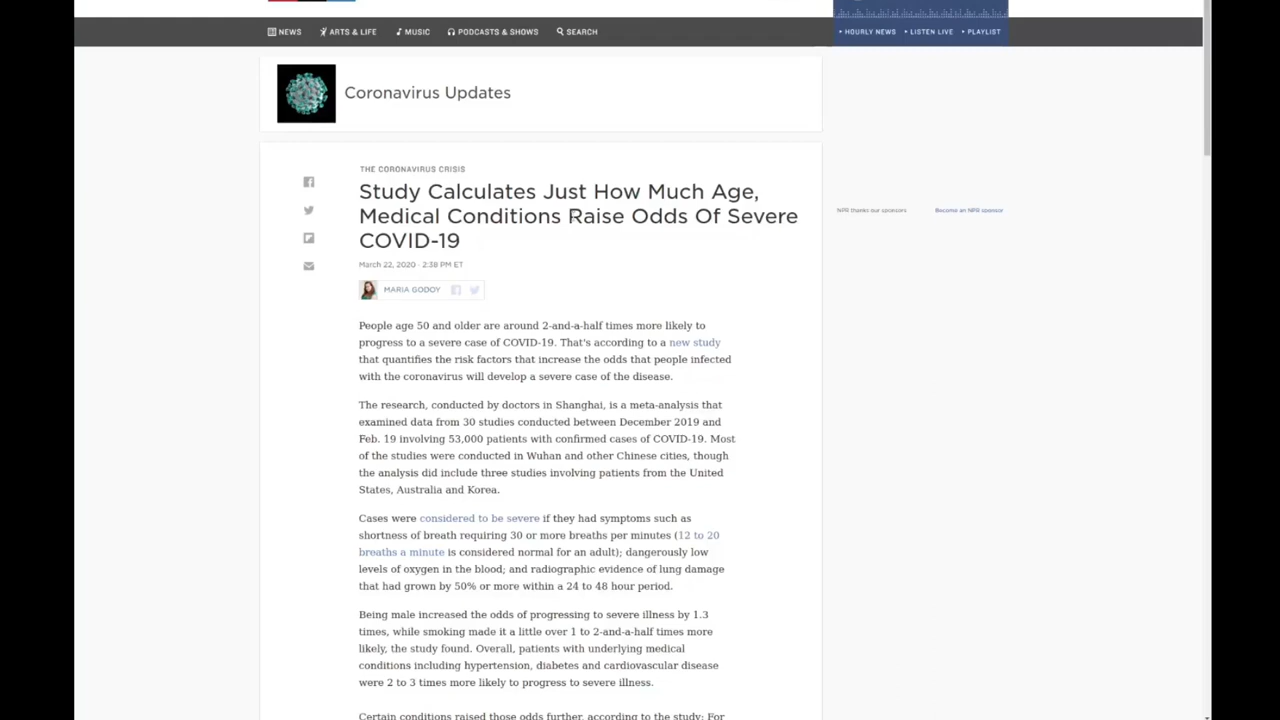 NEWS ARTS & LIFE MUSIC PODCASTS & SHOWS SEARCH
HOURLY NEWS LISTEN LIVE PLAYLIST
Coronavirus Updates
THE CORONAVIRUS CRISIS
Study Calculates Just How Much Age,
Medical Conditions Raise Odds Of Severe
COVID-19
March 22, 2020 · 2:38 PM ET
MARIA GODOY
NPR thanks our sponsors
Become an NPR sponsor
People age 50 and older are around 2-and-a-half times more likely to
progress to a severe case of COVID-19. That's according to a new study
that quantifies the risk factors that increase the odds that people infected
with the coronavirus will develop a severe case of the disease.
The research, conducted by doctors in Shanghai, is a meta-analysis that
examined data from 30 studies conducted between December 2019 and
Feb. 19 involving 53,000 patients with confirmed cases of COVID-19. Most
of the studies were conducted in Wuhan and other Chinese cities, though
the analysis did include three studies involving patients from the United
States, Australia and Korea.
Cases were considered to be severe if they had symptoms such as
shortness of breath requiring 30 or more breaths per minutes (12 to 20
breaths a minute is considered normal for an adult); dangerously low
levels of oxygen in the blood; and radiographic evidence of lung damage
that had grown by 50% or more within a 24 to 48 hour period.
Being male increased the odds of progressing to severe illness by 1.3
times, while smoking made it a little over 1 to 2-and-a-half times more
likely, the study found. Overall, patients with underlying medical
conditions including hypertension, diabetes and cardiovascular disease
were 2 to 3 times more likely to progress to severe illness.
Certain conditions raised those odds further, according to the study: For